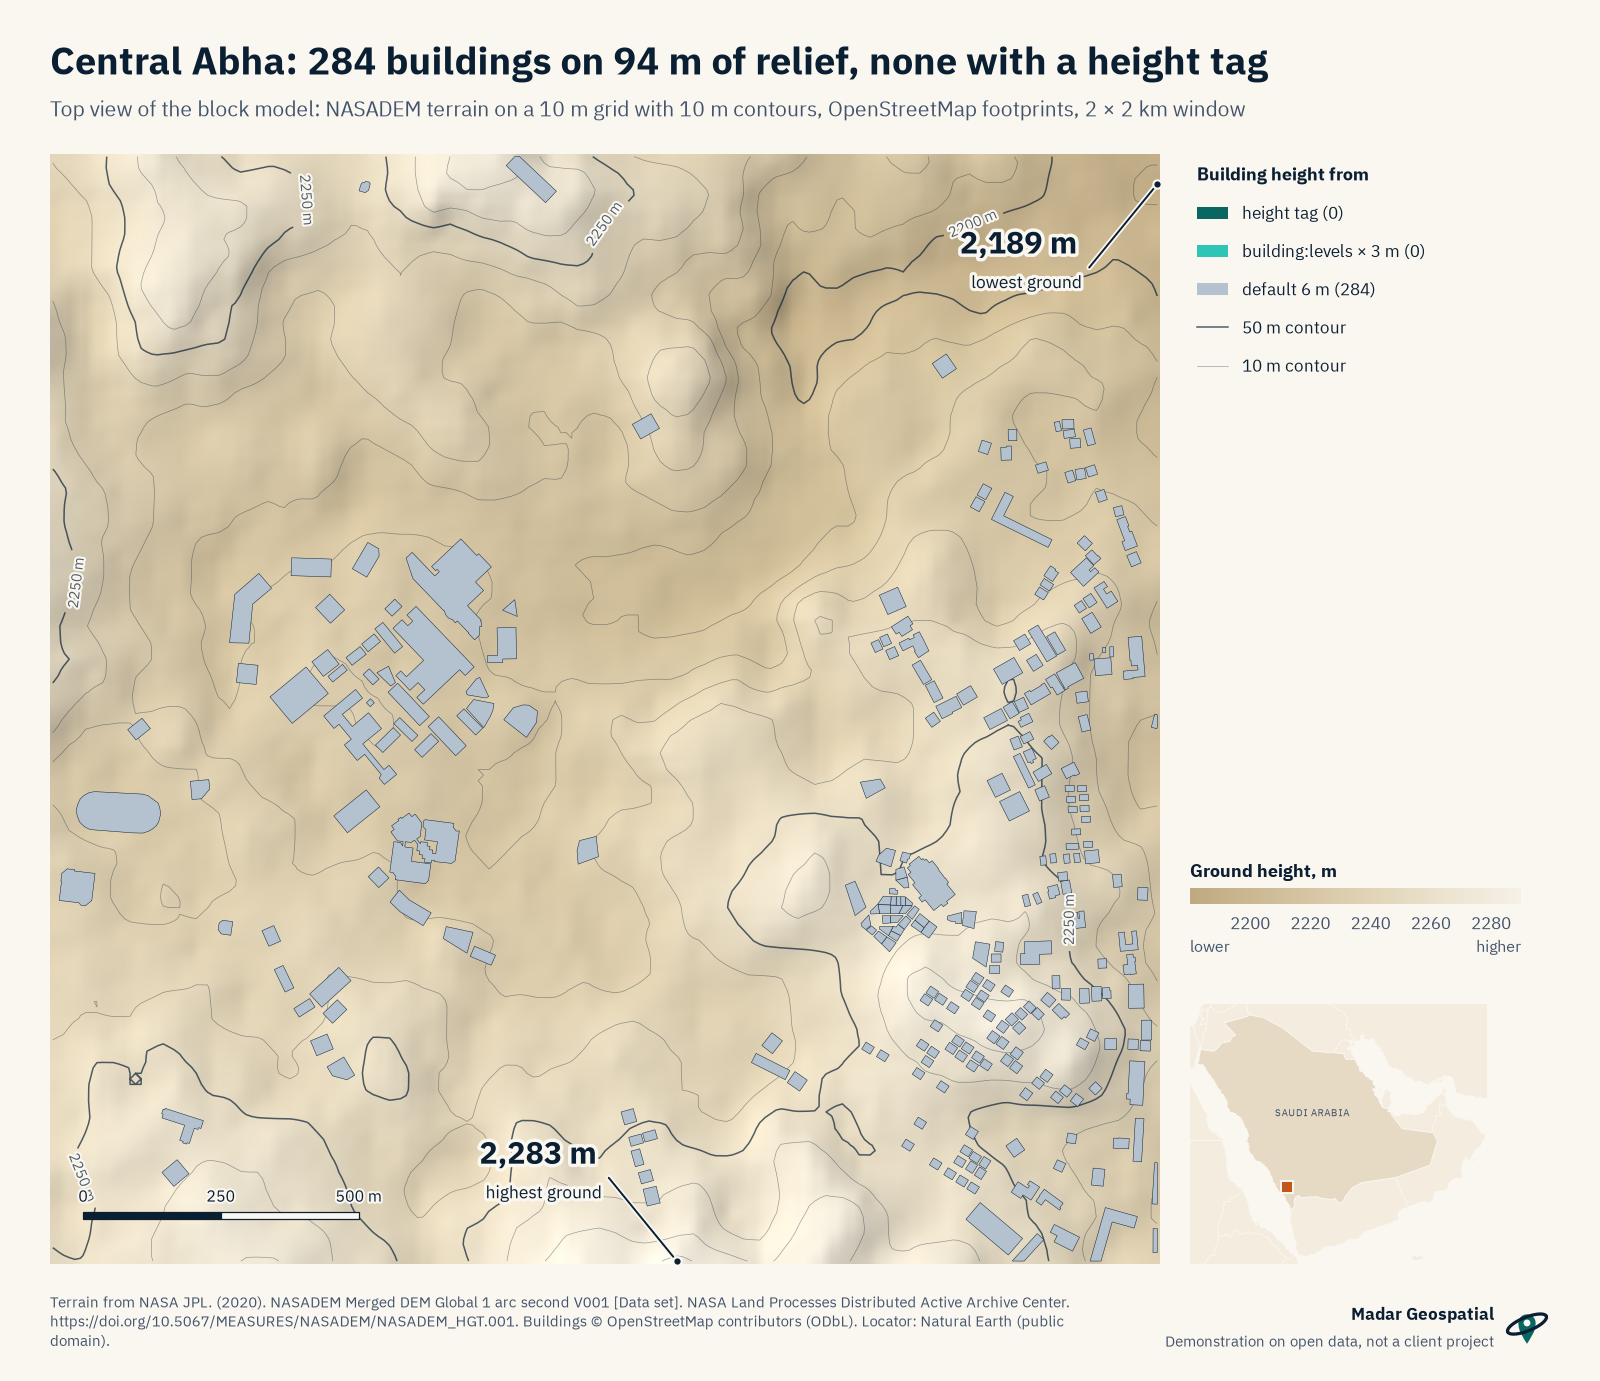 Central Abha: 284 buildings on 94 m of relief, none with a height tag
Top view of the block model: NASADEM terrain on a 10 m grid with 10 m contours, OpenStreetMap footprints, 2 × 2 km window
2250 m
2250 m
2200 m
2,189 m
lowest ground
2250 m
2250 m
2250 m
2,283 m
highest ground
0 250 500 m
Building height from
height tag (0)
building:levels × 3 m (0)
default 6 m (284)
50 m contour
10 m contour
Ground height, m
2200 2220 2240 2260 2280
lower higher
SAUDI ARABIA
Terrain from NASA JPL. (2020). NASADEM Merged DEM Global 1 arc second V001 [Data set]. NASA Land Processes Distributed Active Archive Center.
https://doi.org/10.5067/MEASURES/NASADEM/NASADEM_HGT.001. Buildings © OpenStreetMap contributors (ODbL). Locator: Natural Earth (public
domain).
Madar Geospatial
Demonstration on open data, not a client project